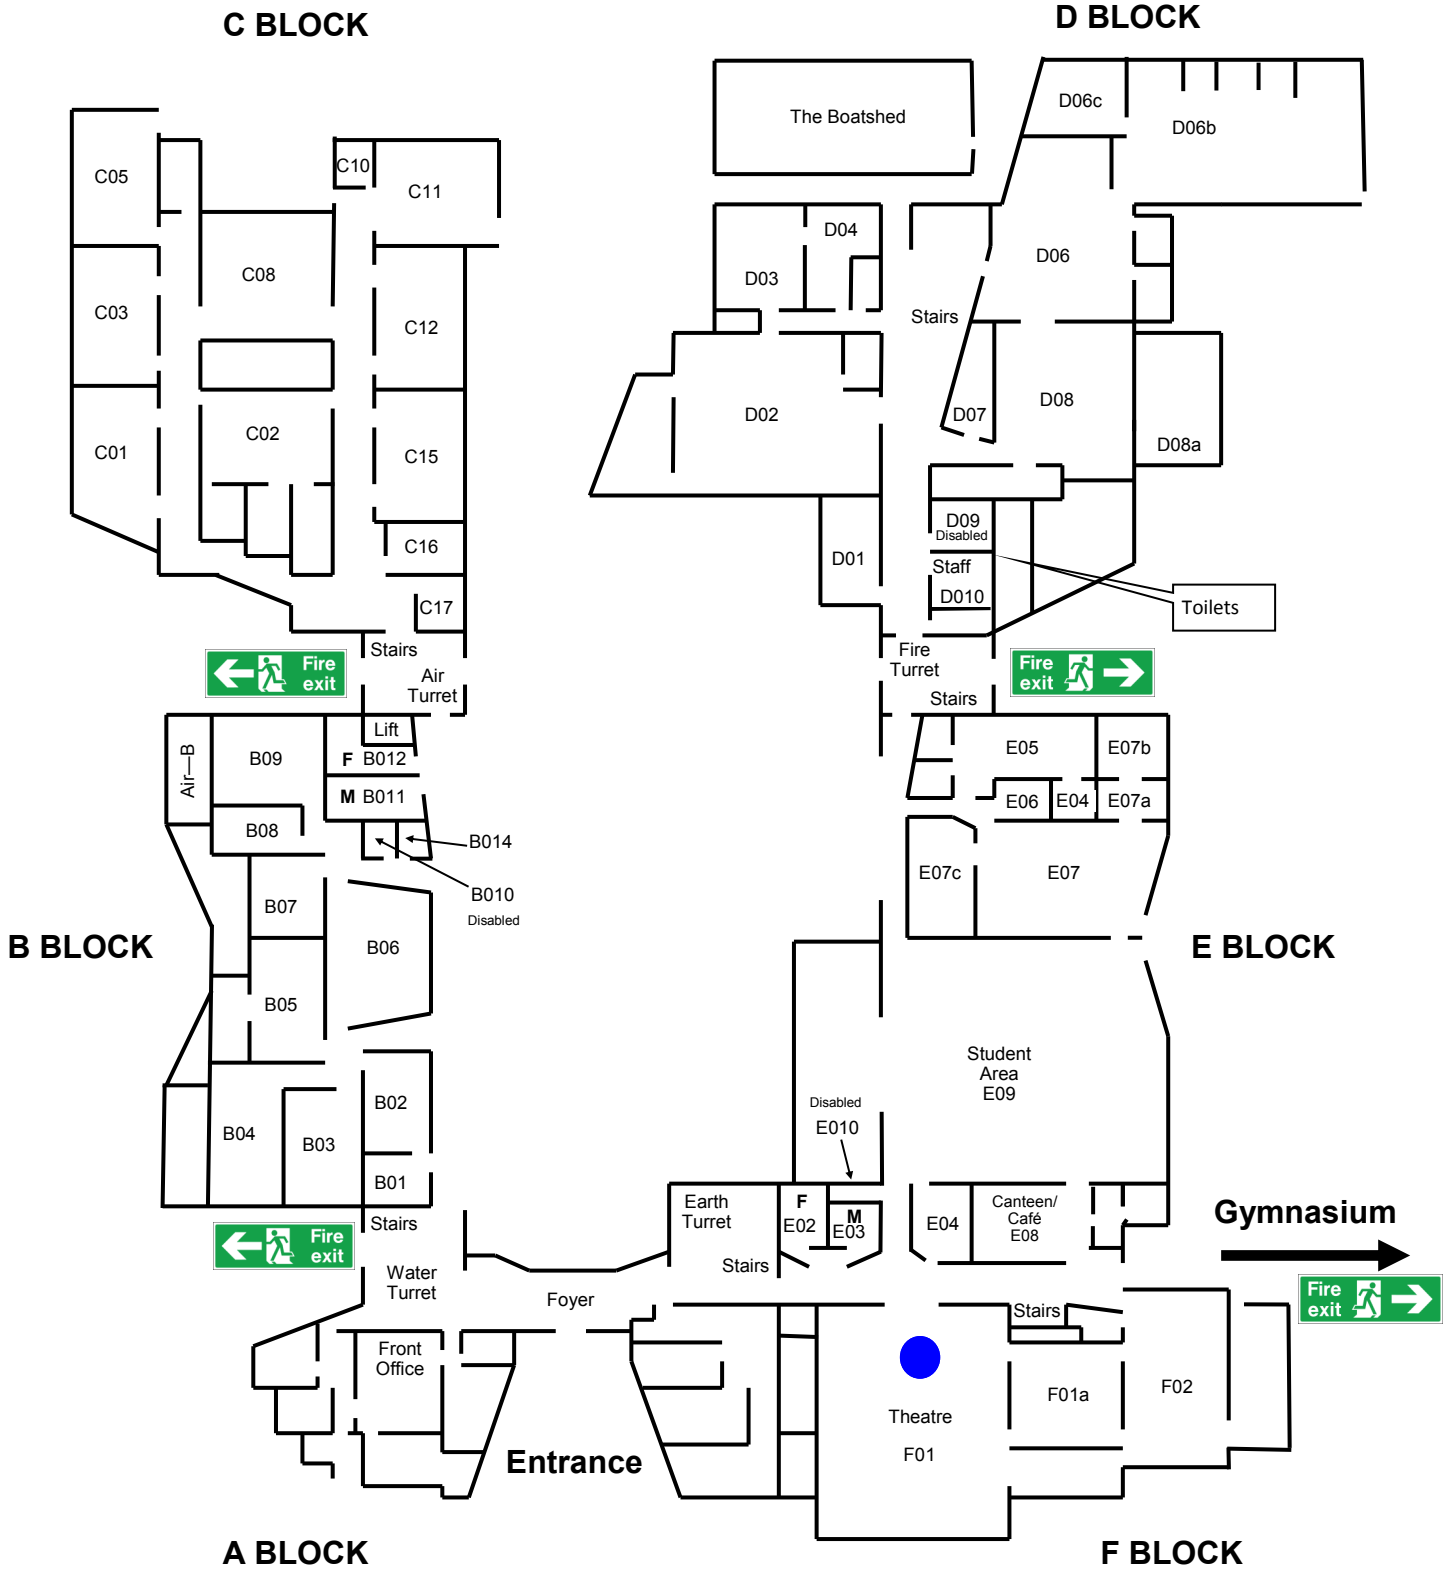 C BLOCK
D BLOCK
The Boatshed
D06c
D06b
C05
C10
C11
D04
D03
D06
C08
C03
C12
Stairs
D02
D07
D08
D08a
C01
C02
C15
C16
D01
D09
Disabled
Staff
D010
Toilets
C17
Stairs
Air
Turret
Fire
exit
Fire
Turret
Stairs
Fire
exit
Lift
Air—B
B09
F B012
M B011
B08
B014
B010
Disabled
B07
B06
B05
B BLOCK
E05
E07b
E06
E04
E07a
E07c
E07
E BLOCK
Student
Area
E09
Disabled
E010
B02
B04
B03
B01
Stairs
Fire
exit
Water
Turret
Earth
Turret
Stairs
F
E02
M
E03
E04
Canteen/
Café
E08
Gymnasium
Fire
exit
Foyer
Front
Office
Entrance
Stairs
Theatre
F01
F01a
F02
A BLOCK
F BLOCK